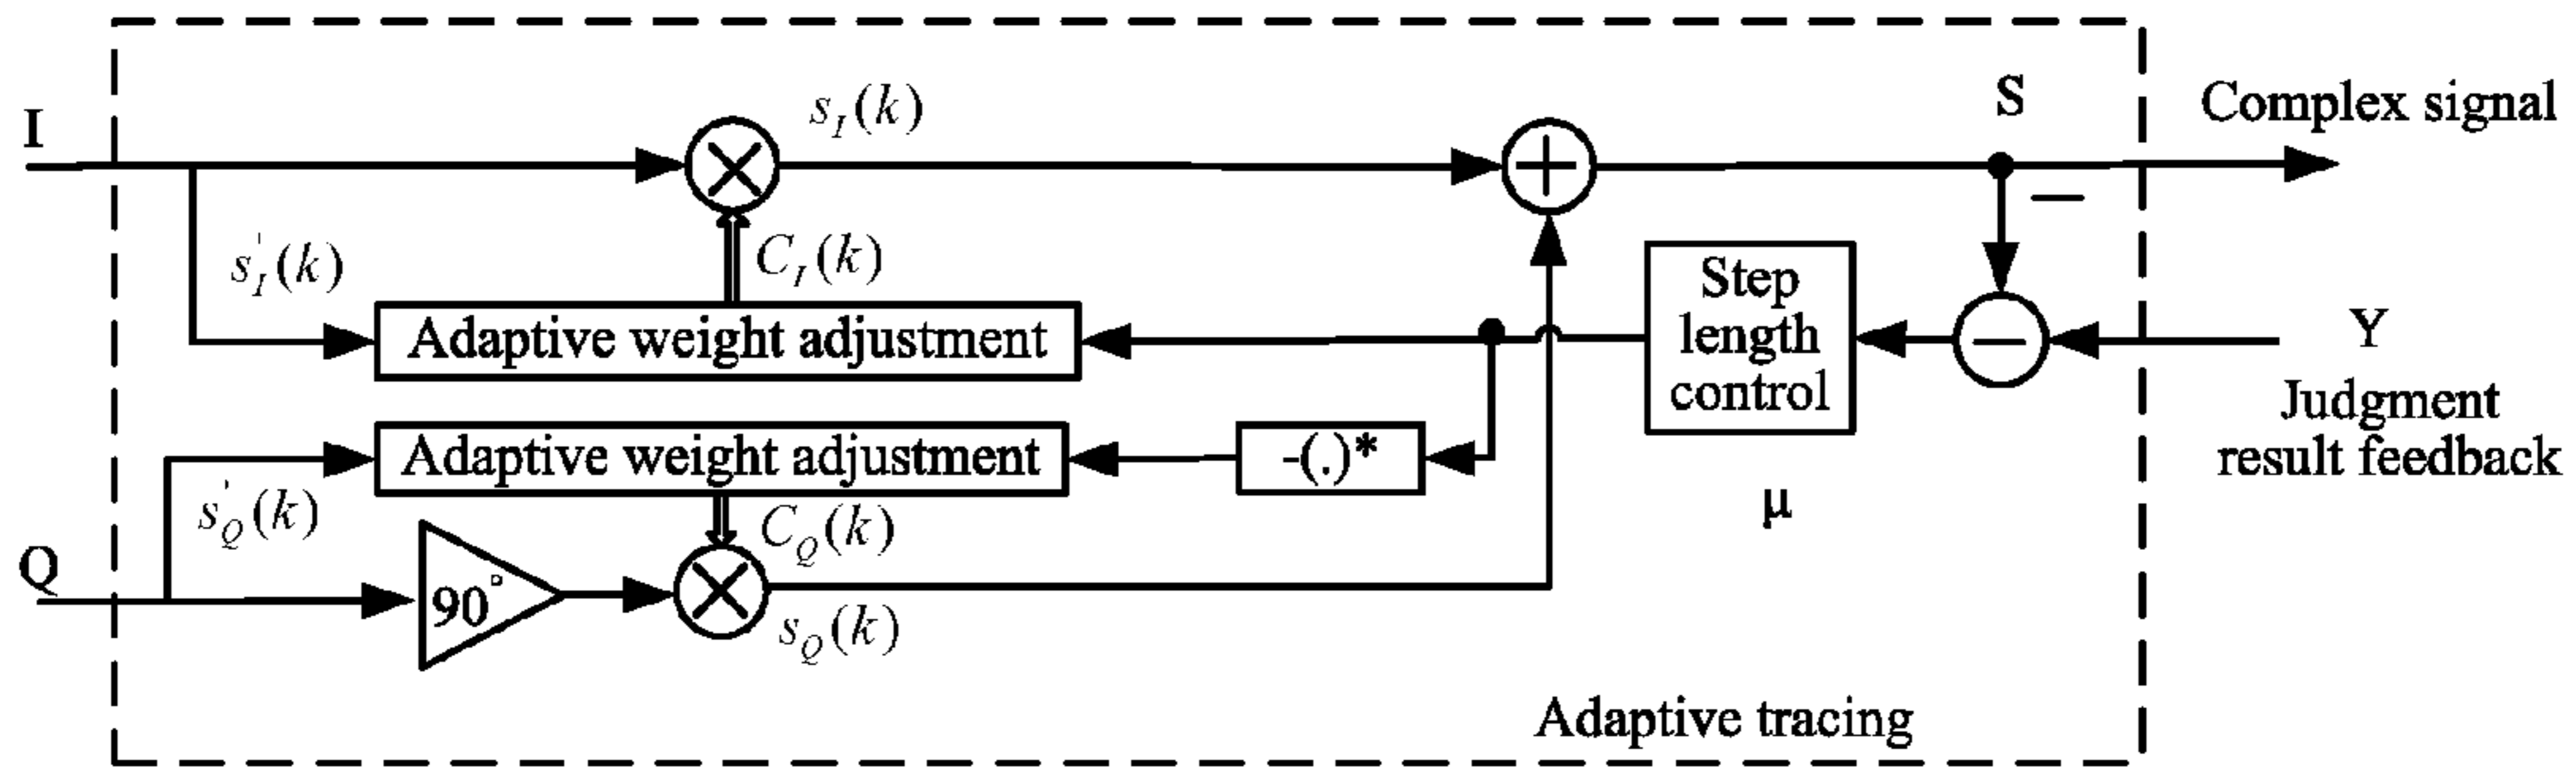 S
Complex signal
I
s_I(k)
s'_I(k)
C_I(k)
Step
length
control
Adaptive weight adjustment
Y
Judgment
result feedback
Adaptive weight adjustment
-(.)*
μ
s'_Q(k)
C_Q(k)
Q
90°
s_Q(k)
Adaptive tracing